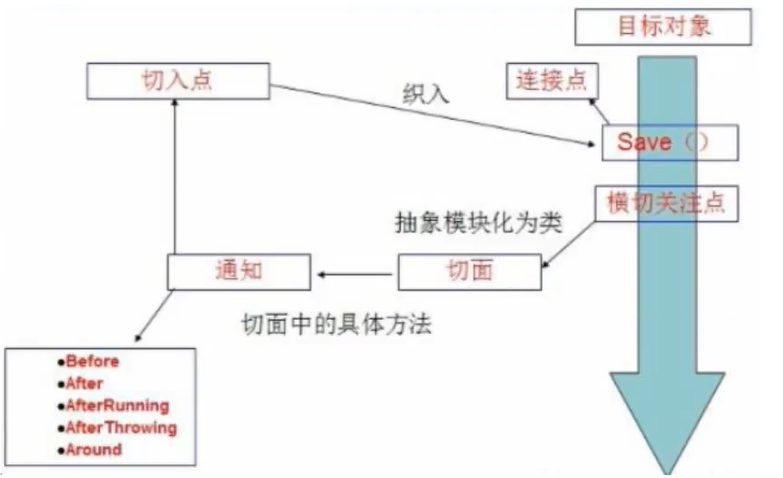 目标对象
切入点
连接点
织入
Save（）
横切关注点
抽象模块化为类
通知
切面
切面中的具体方法
●Before
●After
●AfterRunning
●AfterThrowing
●Around